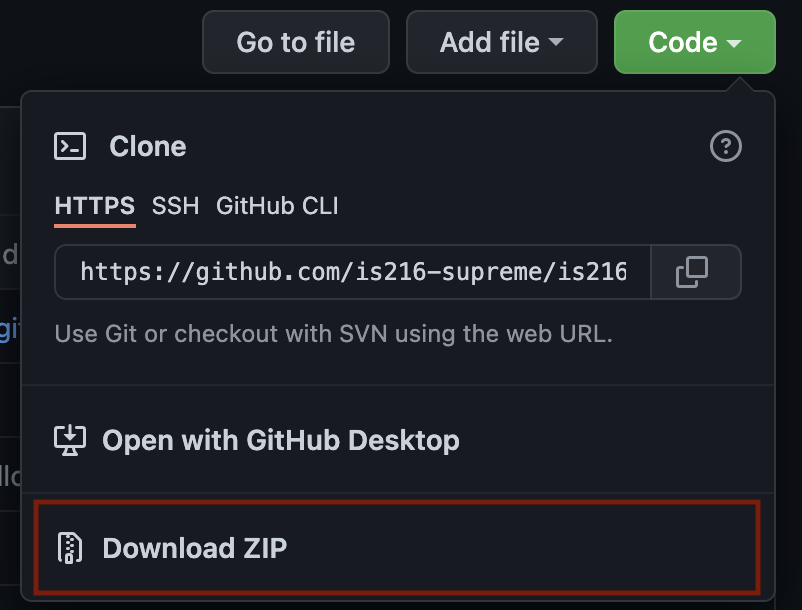 Go to file Add file Code
Clone
HTTPS SSH GitHub CLI
https://github.com/is216-supreme/is216
Use Git or checkout with SVN using the web URL.
Open with GitHub Desktop
Download ZIP